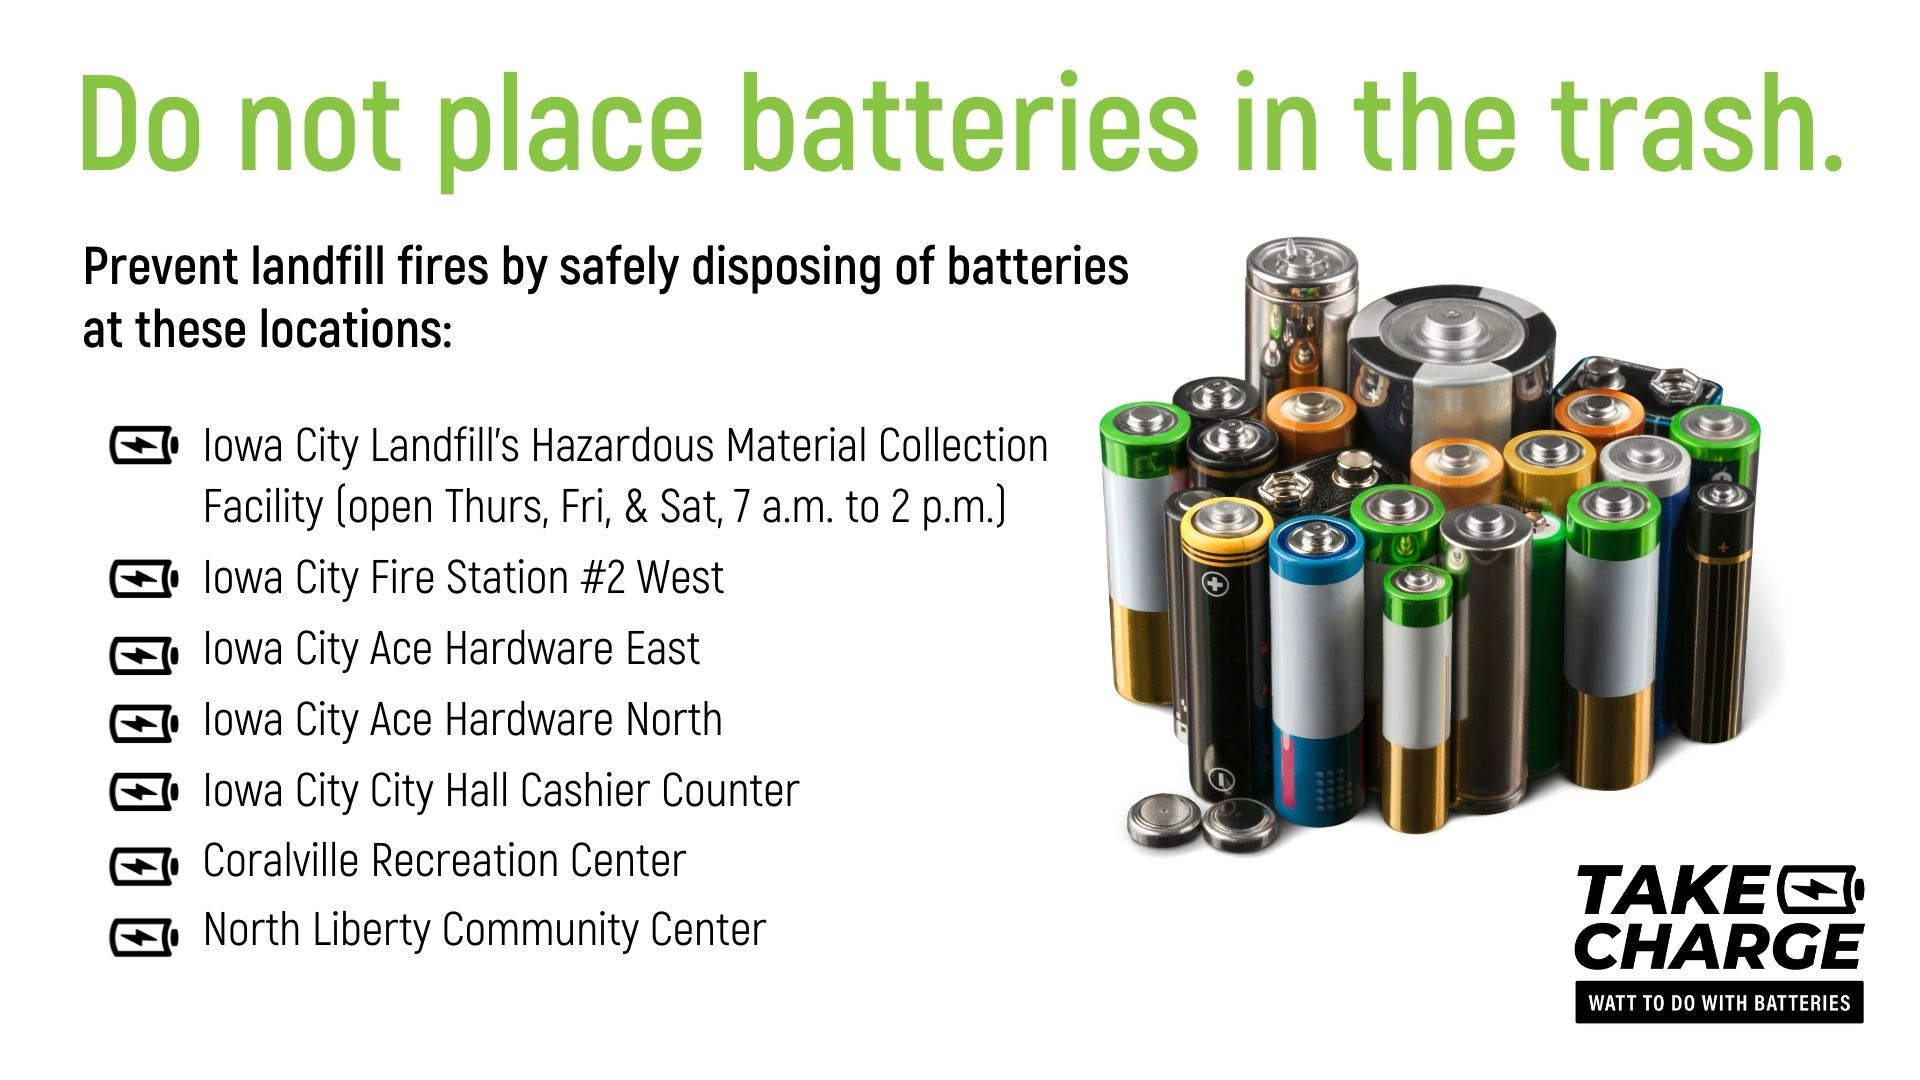 Do not place batteries in the trash.
Prevent landfill fires by safely disposing of batteries
at these locations:
Iowa City Landfill's Hazardous Material Collection
Facility (open Thurs, Fri, & Sat, 7 a.m. to 2 p.m.)
Iowa City Fire Station #2 West
Iowa City Ace Hardware East
Iowa City Ace Hardware North
Iowa City City Hall Cashier Counter
Coralville Recreation Center
North Liberty Community Center
TAKE
CHARGE
WATT TO DO WITH BATTERIES